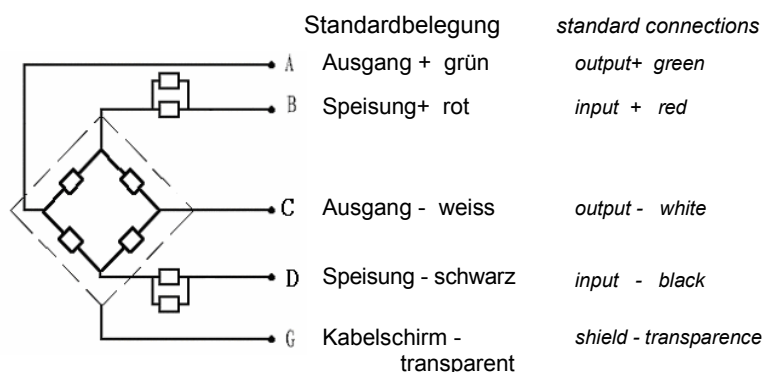 Standardbelegung standard connections
A Ausgang + grün output+ green
B Speisung+ rot input + red
C Ausgang - weiss output - white
D Speisung - schwarz input - black
G Kabelschirm - shield - transparence
transparent